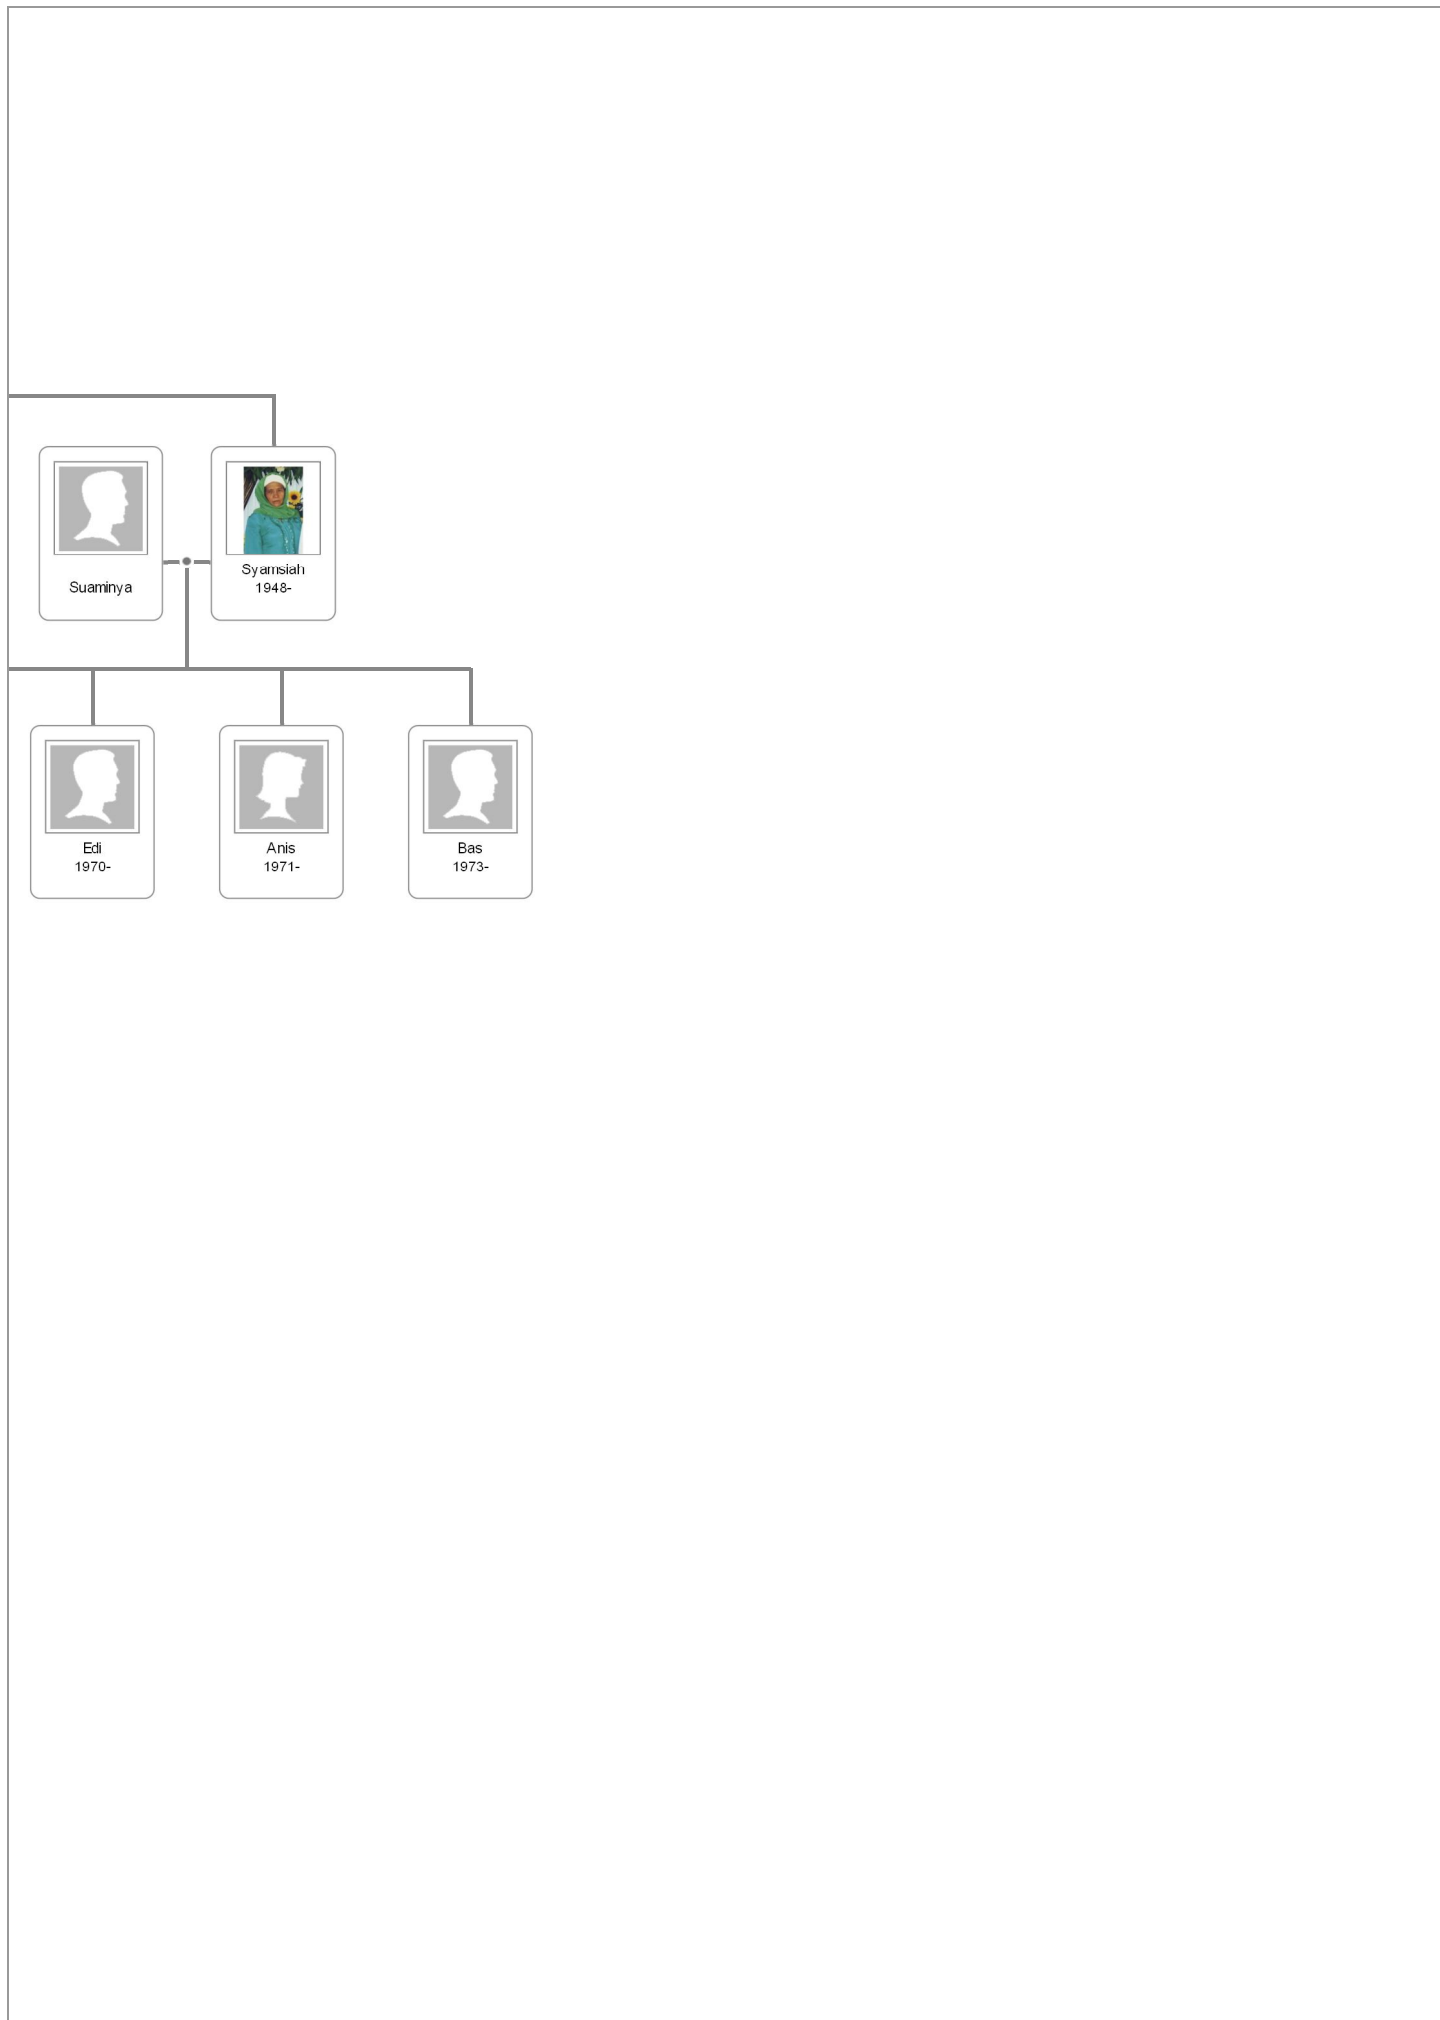 Suaminya
Syamsiah
1948-
Edi
1970-
Anis
1971-
Bas
1973-